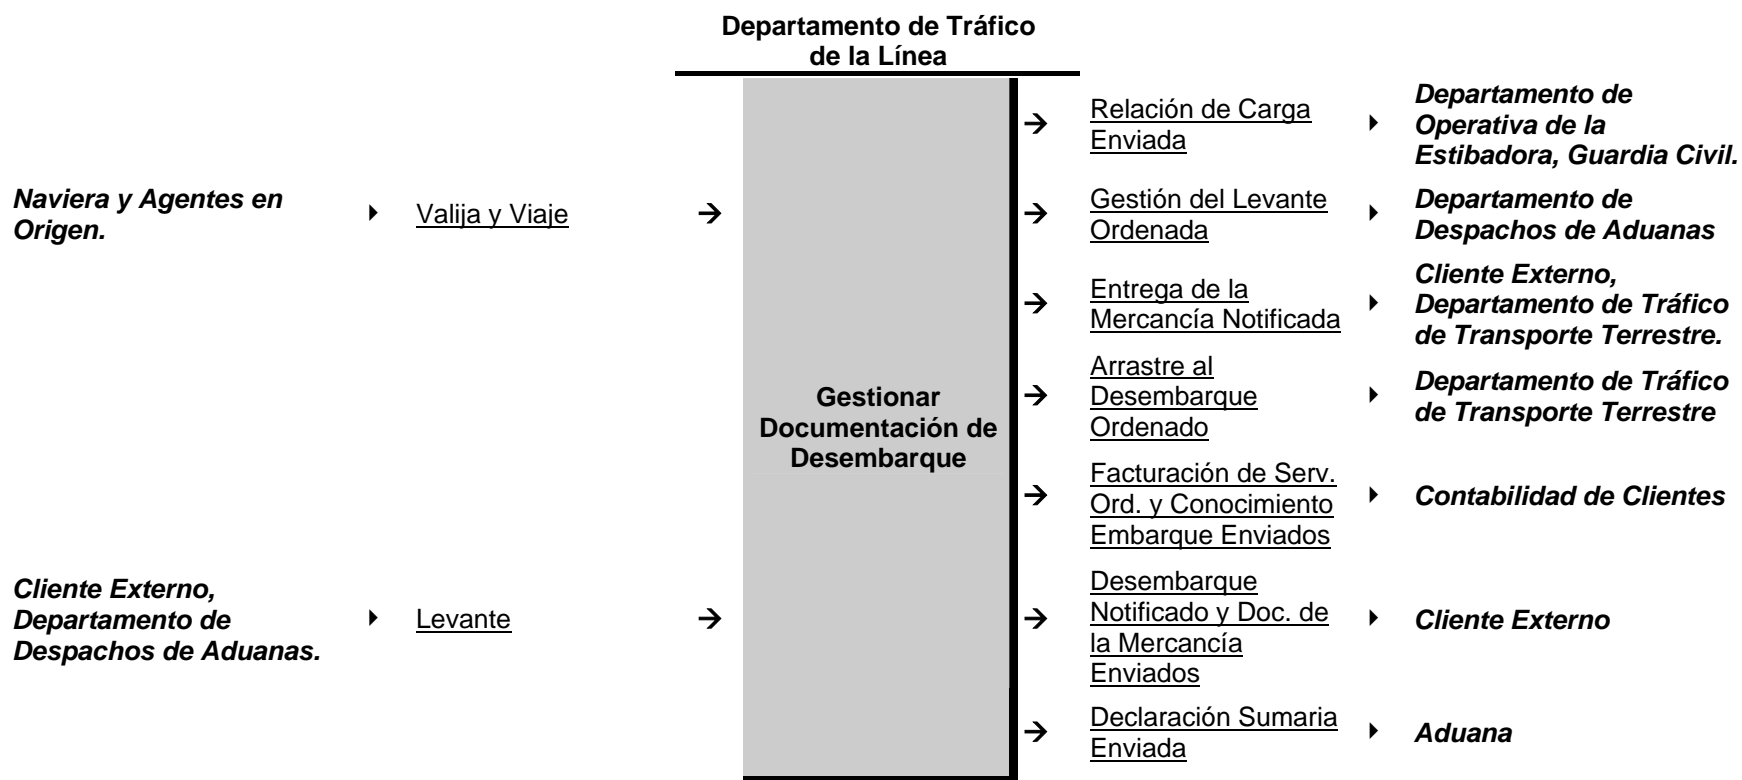 Departamento de Tráfico
de la Línea
Naviera y Agentes en
Origen.
Valija y Viaje
Cliente Externo,
Departamento de
Despachos de Aduanas.
Levante
Gestionar
Documentación de
Desembarque
Relación de Carga
Enviada
Departamento de
Operativa de la
Estibadora, Guardia Civil.
Gestión del Levante
Ordenada
Departamento de
Despachos de Aduanas
Entrega de la
Mercancía Notificada
Cliente Externo,
Departamento de Tráfico
de Transporte Terrestre.
Arrastre al
Desembarque
Ordenado
Departamento de Tráfico
de Transporte Terrestre
Facturación de Serv.
Ord. y Conocimiento
Embarque Enviados
Contabilidad de Clientes
Desembarque
Notificado y Doc. de
la Mercancía
Enviados
Cliente Externo
Declaración Sumaria
Enviada
Aduana